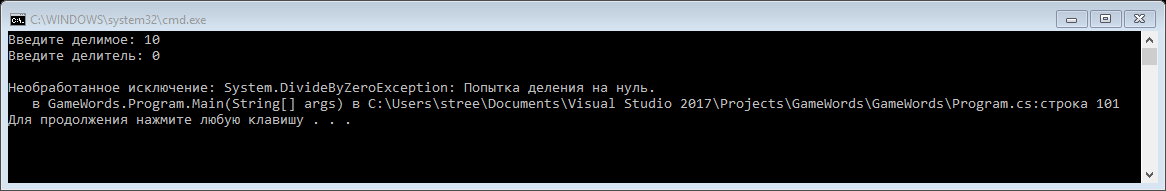 C:\WINDOWS\system32\cmd.exe
Введите делимое: 10
Введите делитель: 0
Необработанное исключение: System.DivideByZeroException: Попытка деления на нуль.
в GameWords.Program.Main(String[] args) в C:\Users\stree\Documents\Visual Studio 2017\Projects\GameWords\GameWords\Program.cs:строка 101
Для продолжения нажмите любую клавишу . . .